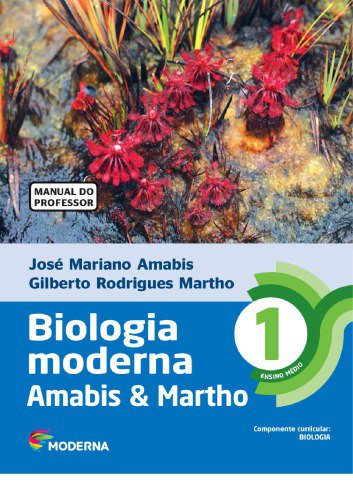 MANUAL DO
PROFESSOR
José Mariano Amabis
Gilberto Rodrigues Martho
Biologia
moderna
Amabis & Martho
1
ENSINO MÉDIO
Componente curricular:
BIOLOGIA
MODERNA